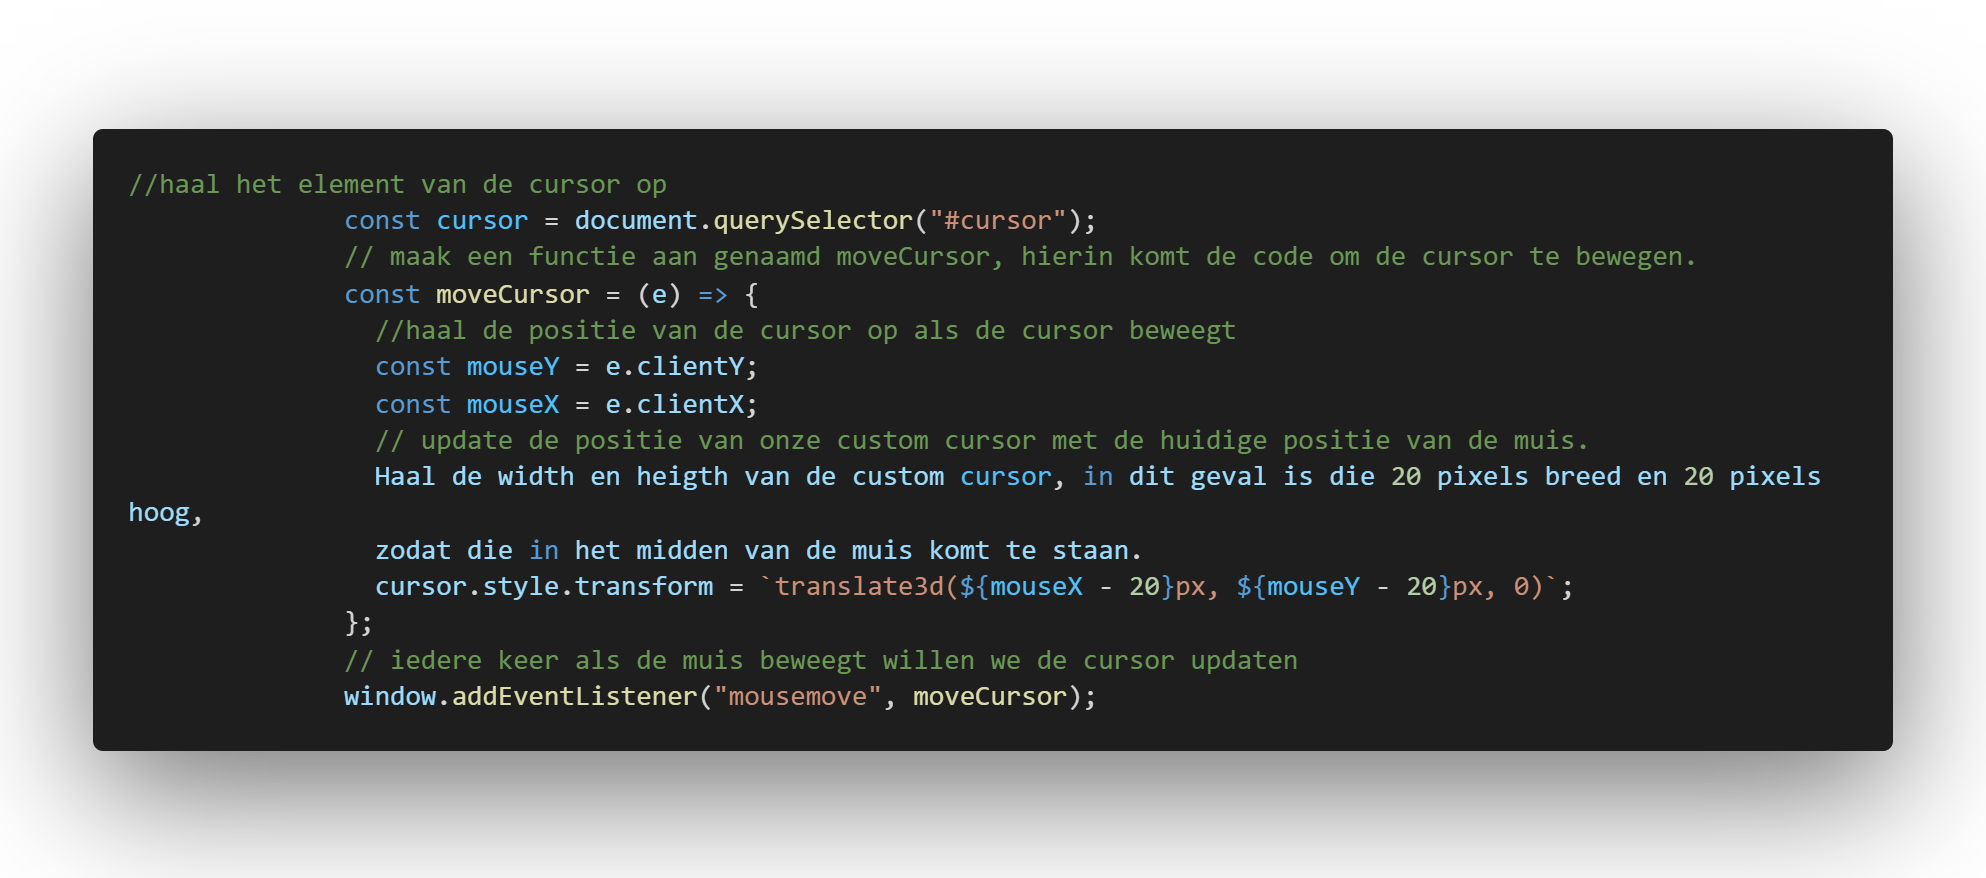 //haal het element van de cursor op
const cursor = document.querySelector("#cursor");
// maak een functie aan genaamd moveCursor, hierin komt de code om de cursor te bewegen.
const moveCursor = (e) => {
//haal de positie van de cursor op als de cursor beweegt
const mouseY = e.clientY;
const mouseX = e.clientX;
// update de positie van onze custom cursor met de huidige positie van de muis.
Haal de width en heigth van de custom cursor, in dit geval is die 20 pixels breed en 20 pixels
hoog,
zodat die in het midden van de muis komt te staan.
cursor.style.transform = `translate3d(${mouseX - 20}px, ${mouseY - 20}px, 0)`;
};
// iedere keer als de muis beweegt willen we de cursor updaten
window.addEventListener("mousemove", moveCursor);